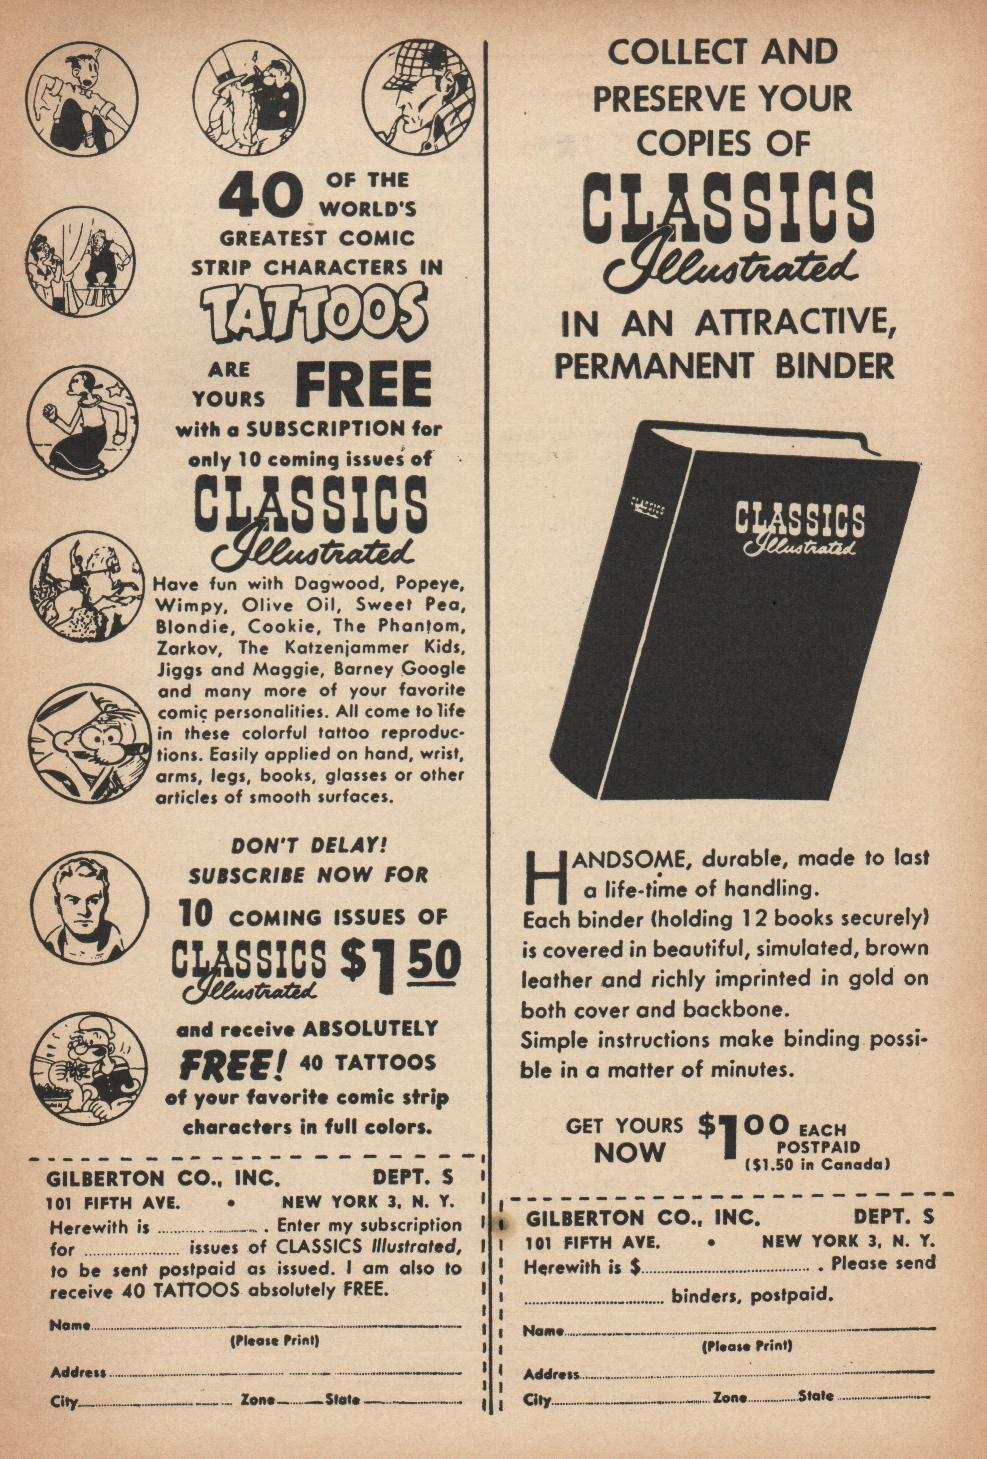 40 OF THE
WORLD'S
GREATEST COMIC
STRIP CHARACTERS IN
TATTOOS
ARE
YOURS FREE
with a SUBSCRIPTION for
only 10 coming issues of
CLASSICS
Illustrated
Have fun with Dagwood, Popeye,
Wimpy, Olive Oil, Sweet Pea,
Blondie, Cookie, The Phantom,
Zarkov, The Katzenjammer Kids,
Jiggs and Maggie, Barney Google
and many more of your favorite
comic personalities. All come to life
in these colorful tattoo reproduc-
tions. Easily applied on hand, wrist,
arms, legs, books, glasses or other
articles of smooth surfaces.
DON'T DELAY!
SUBSCRIBE NOW FOR
10 COMING ISSUES OF
CLASSICS
Illustrated $1 50
and receive ABSOLUTELY
FREE! 40 TATTOOS
of your favorite comic strip
characters in full colors.
GILBERTON CO., INC. DEPT. S
101 FIFTH AVE. • NEW YORK 3, N. Y.
Herewith is .................... . Enter my subscription
for .................... issues of CLASSICS Illustrated,
to be sent postpaid as issued. I am also to
receive 40 TATTOOS absolutely FREE.
Name....................
(Please Print)
Address....................
City.................... Zone.......... State....................
COLLECT AND
PRESERVE YOUR
COPIES OF
CLASSICS
Illustrated
IN AN ATTRACTIVE,
PERMANENT BINDER
CLASSICS
Illustrated
HANDSOME, durable, made to last
a life-time of handling.
Each binder (holding 12 books securely)
is covered in beautiful, simulated, brown
leather and richly imprinted in gold on
both cover and backbone.
Simple instructions make binding possi-
ble in a matter of minutes.
GET YOURS
NOW $1 00 EACH
POSTPAID
($1.50 in Canada)
GILBERTON CO., INC. DEPT. S
101 FIFTH AVE. • NEW YORK 3, N. Y.
Herewith is $.................... . Please send
.................... binders, postpaid.
Name....................
(Please Print)
Address....................
City.................... Zone.......... State....................